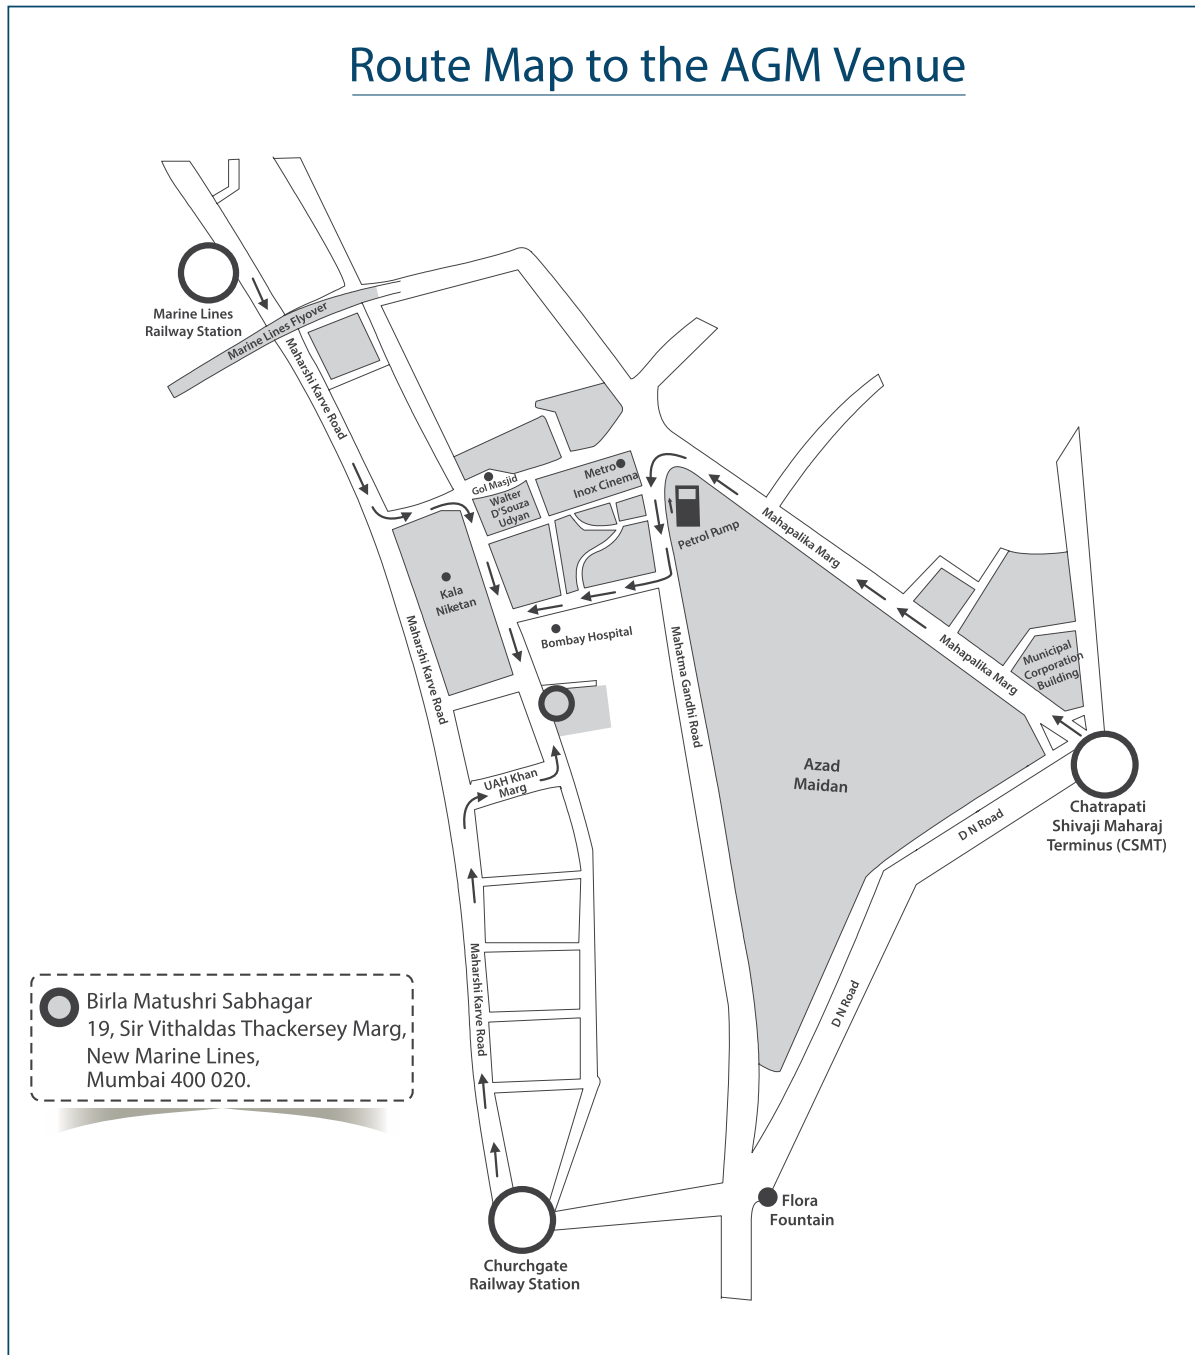 Route Map to the AGM Venue
Marine Lines
Railway Station
Marine Lines Flyover
Maharshi Karve Road
Gol Masjid
Walter
D'Souza
Udyan
Metro
Inox Cinema
Petrol Pump
Mahapalika Marg
Kala
Niketan
Bombay Hospital
Maharshi Karve Road
Mahatma Gandhi Road
Mahapalika Marg
Municipal
Corporation
Building
UAH Khan
Marg
Azad
Maidan
Chatrapati
Shivaji Maharaj
Terminus (CSMT)
D N Road
Maharshi Karve Road
D N Road
Birla Matushri Sabhagar
19, Sir Vithaldas Thackersey Marg,
New Marine Lines,
Mumbai 400 020.
Flora
Fountain
Churchgate
Railway Station